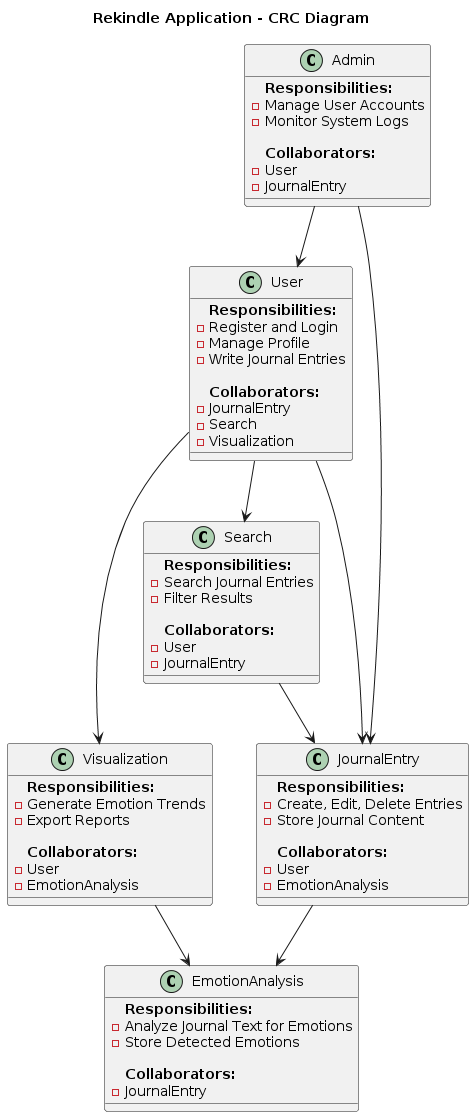 Rekindle Application - CRC Diagram
C Admin
Responsibilities:
Manage User Accounts
Monitor System Logs
Collaborators:
User
JournalEntry
C User
Responsibilities:
Register and Login
Manage Profile
Write Journal Entries
Collaborators:
JournalEntry
Search
Visualization
C Search
Responsibilities:
Search Journal Entries
Filter Results
Collaborators:
User
JournalEntry
C Visualization
Responsibilities:
Generate Emotion Trends
Export Reports
Collaborators:
User
EmotionAnalysis
C JournalEntry
Responsibilities:
Create, Edit, Delete Entries
Store Journal Content
Collaborators:
User
EmotionAnalysis
C EmotionAnalysis
Responsibilities:
Analyze Journal Text for Emotions
Store Detected Emotions
Collaborators:
JournalEntry